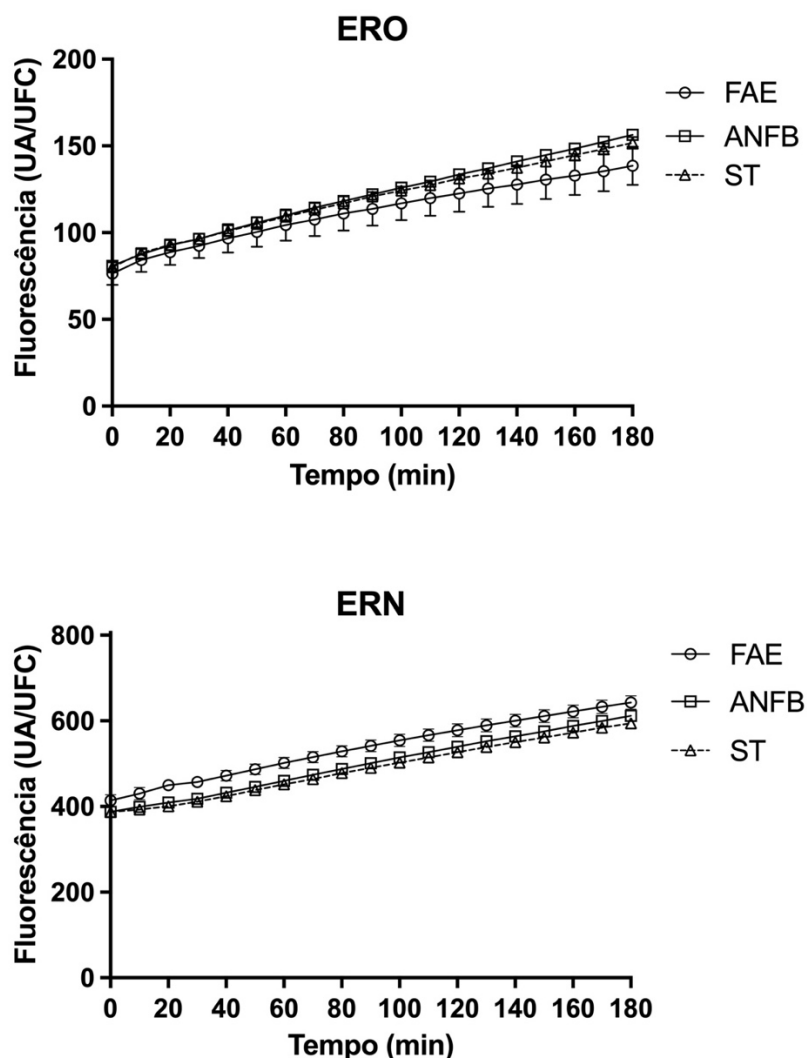 ERO
Fluorescência (UA/UFC)
200
150
100
50
0
0 20 40 60 80 100 120 140 160 180
Tempo (min)
FAE
ANFB
ST
ERN
Fluorescência (UA/UFC)
800
600
400
200
0
0 20 40 60 80 100 120 140 160 180
Tempo (min)
FAE
ANFB
ST